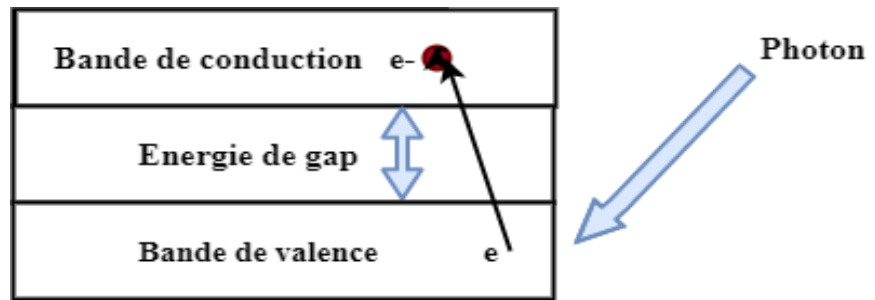 Bande de conduction e-
Photon
Energie de gap
Bande de valence e